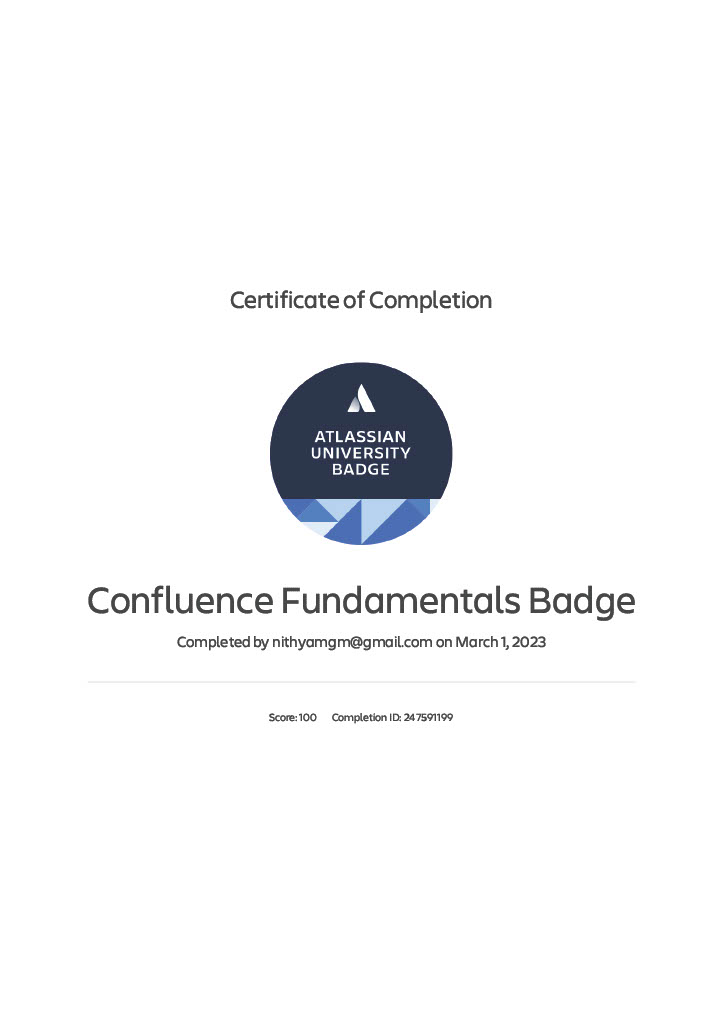 Certificate of Completion
ATLASSIAN
UNIVERSITY
BADGE
Confluence Fundamentals Badge
Completed by nithyamgm@gmail.com on March 1, 2023
Score: 100 Completion ID: 247591199